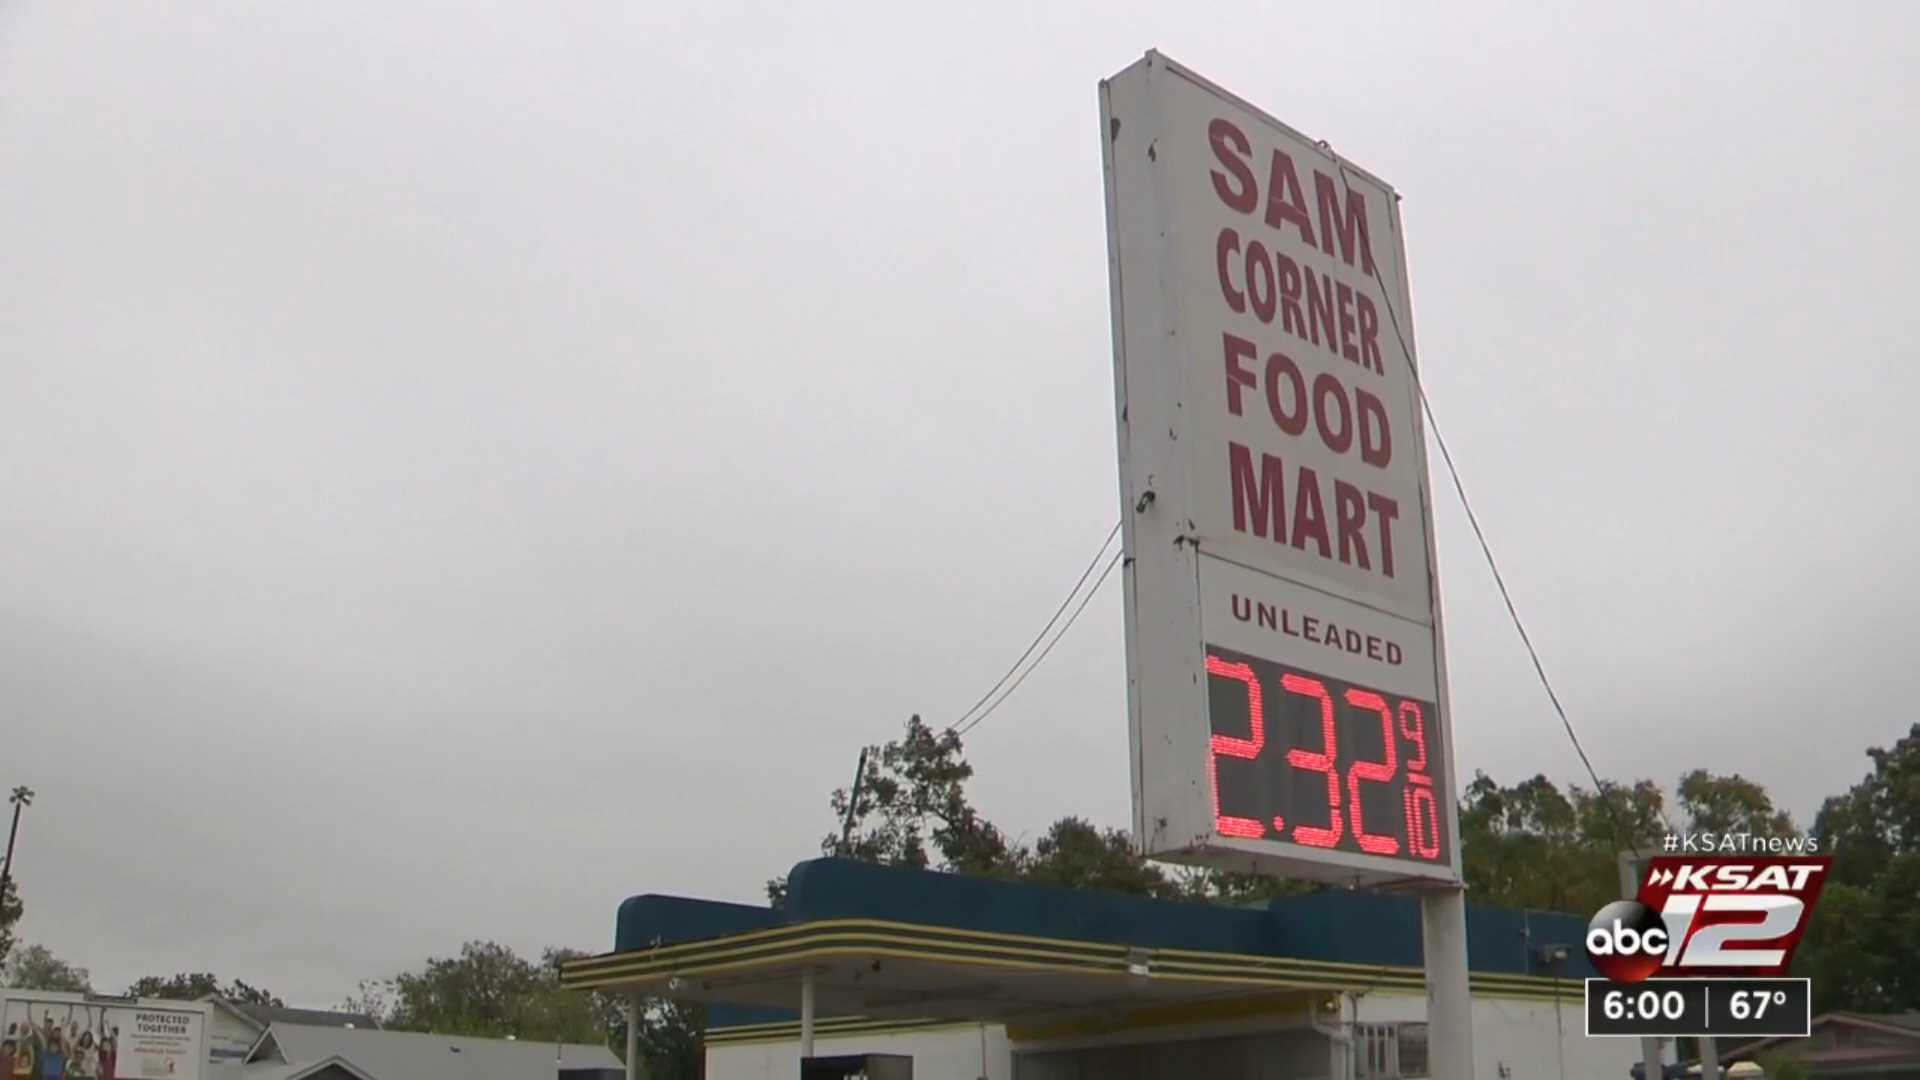 SAM
CORNER
FOOD
MART
UNLEADED
2.32 9/10
PROTECTED
TOGETHER
#KSATnews
KSAT
abc 12
6:00 67°